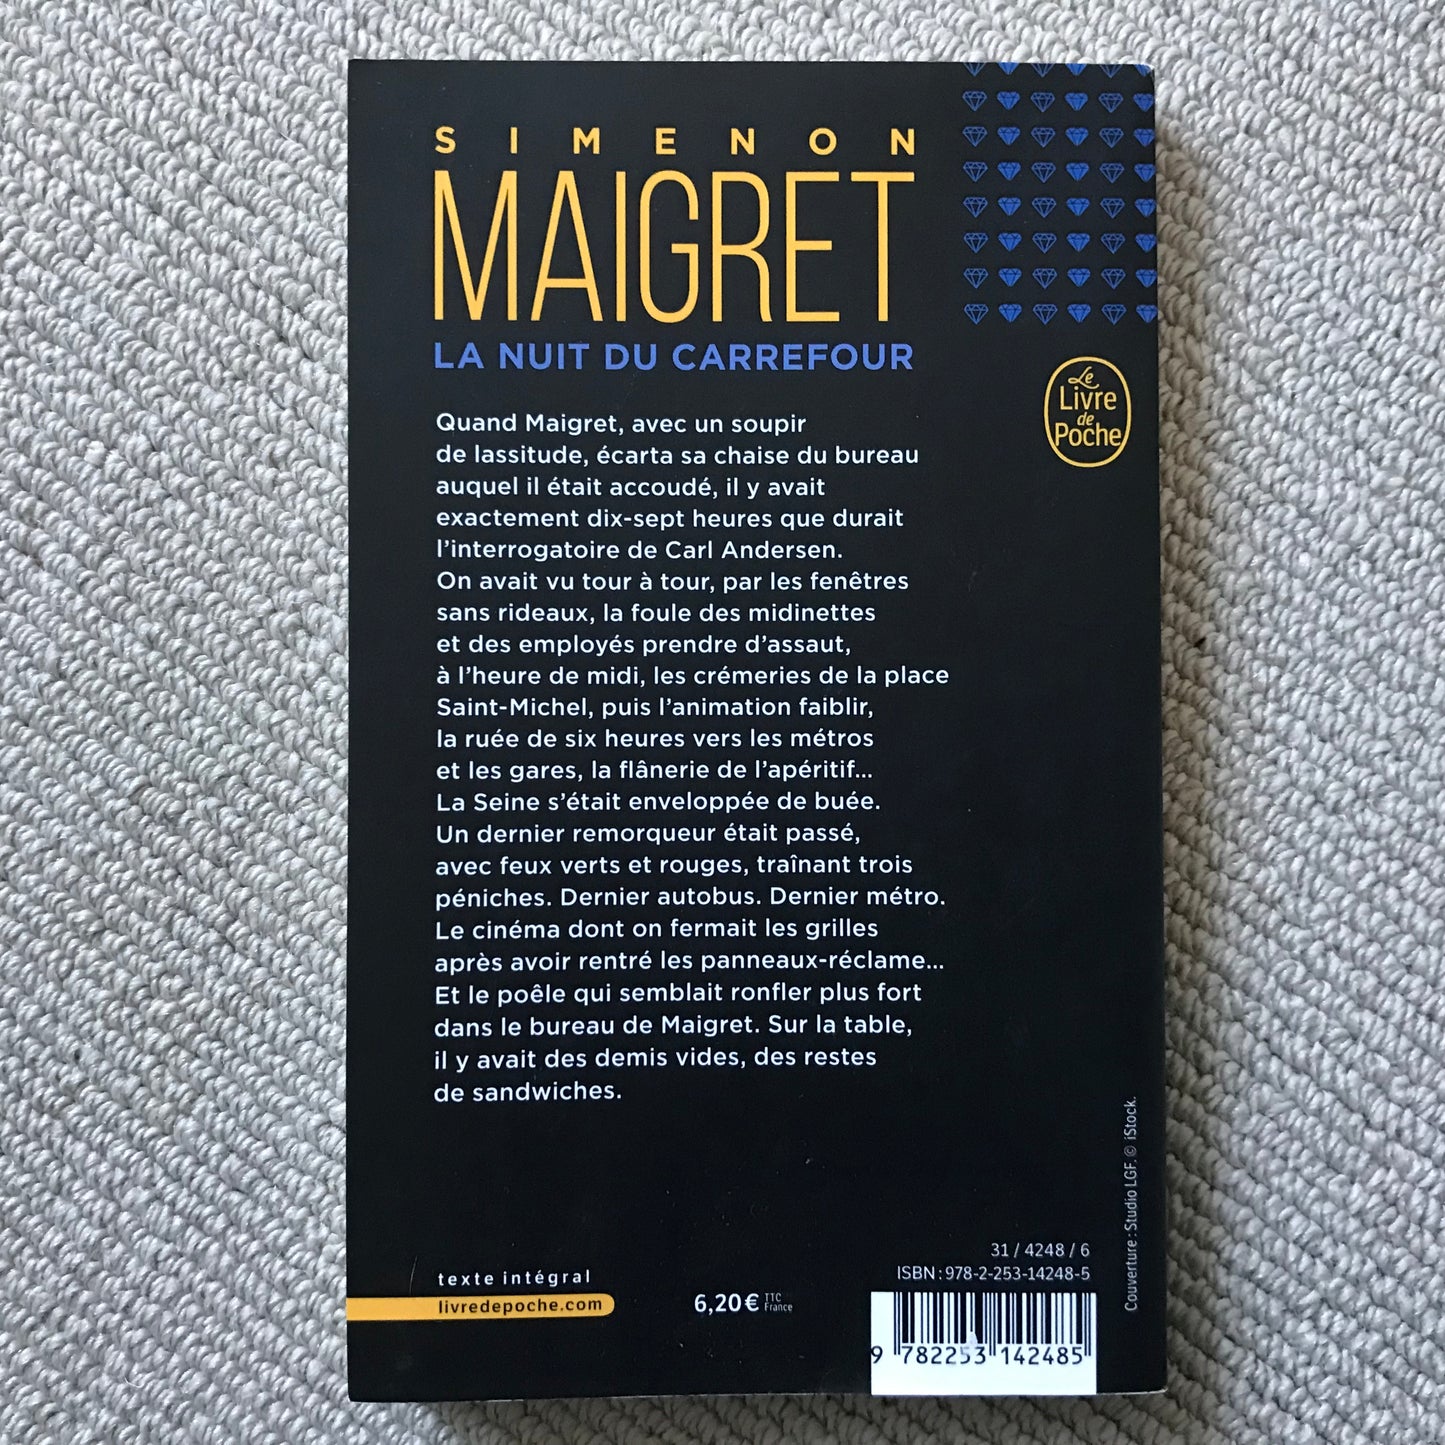 SIMENON
MAIGRET
LA NUIT DU CARREFOUR
Le
Livre
de
Poche
Quand Maigret, avec un soupir
de lassitude, écarta sa chaise du bureau
auquel il était accoudé, il y avait
exactement dix-sept heures que durait
l’interrogatoire de Carl Andersen.
On avait vu tour à tour, par les fenêtres
sans rideaux, la foule des midinettes
et des employés prendre d’assaut,
à l’heure de midi, les crémeries de la place
Saint-Michel, puis l’animation faiblir,
la ruée de six heures vers les métros
et les gares, la flânerie de l’apéritif...
La Seine s’était enveloppée de buée.
Un dernier remorqueur était passé,
avec feux verts et rouges, traînant trois
péniches. Dernier autobus. Dernier métro.
Le cinéma dont on fermait les grilles
après avoir rentré les panneaux-réclame...
Et le poêle qui semblait ronfler plus fort
dans le bureau de Maigret. Sur la table,
il y avait des demis vides, des restes
de sandwiches.
Couverture : Studio LGF. © iStock.
texte intégral
livredepoche.com
6,20 € TTC
France
31 / 4248 / 6
ISBN : 978-2-253-14248-5
9 782253 142485